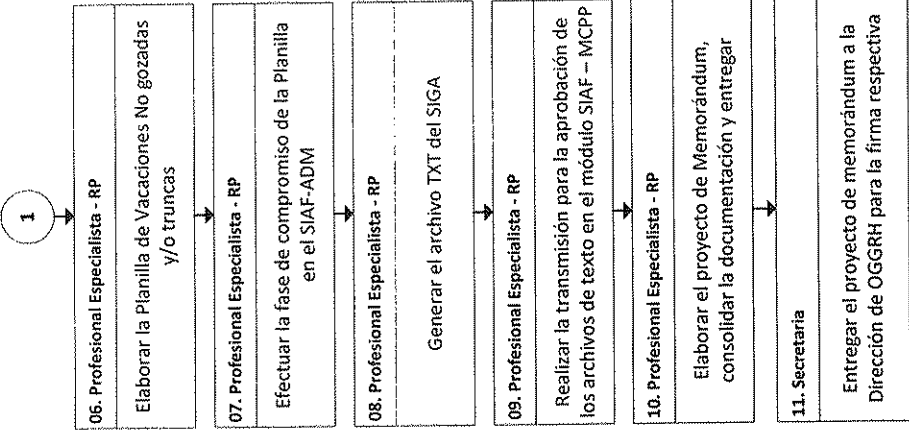 1
06. Profesional Especialista - RP
Elaborar la Planilla de Vacaciones No gozadas
y/o truncas
07. Profesional Especialista - RP
Efectuar la fase de compromiso de la Planilla
en el SIAF-ADM
08. Profesional Especialista - RP
Generar el archivo TXT del SIGA
09. Profesional Especialista - RP
Realizar la transmisión para la aprobación de
los archivos de texto en el módulo SIAF – MCPP
10. Profesional Especialista - RP
Elaborar el proyecto de Memorándum,
consolidar la documentación y entregar
11. Secretaria
Entregar el proyecto de memorándum a la
Dirección de OGGRH para la firma respectiva